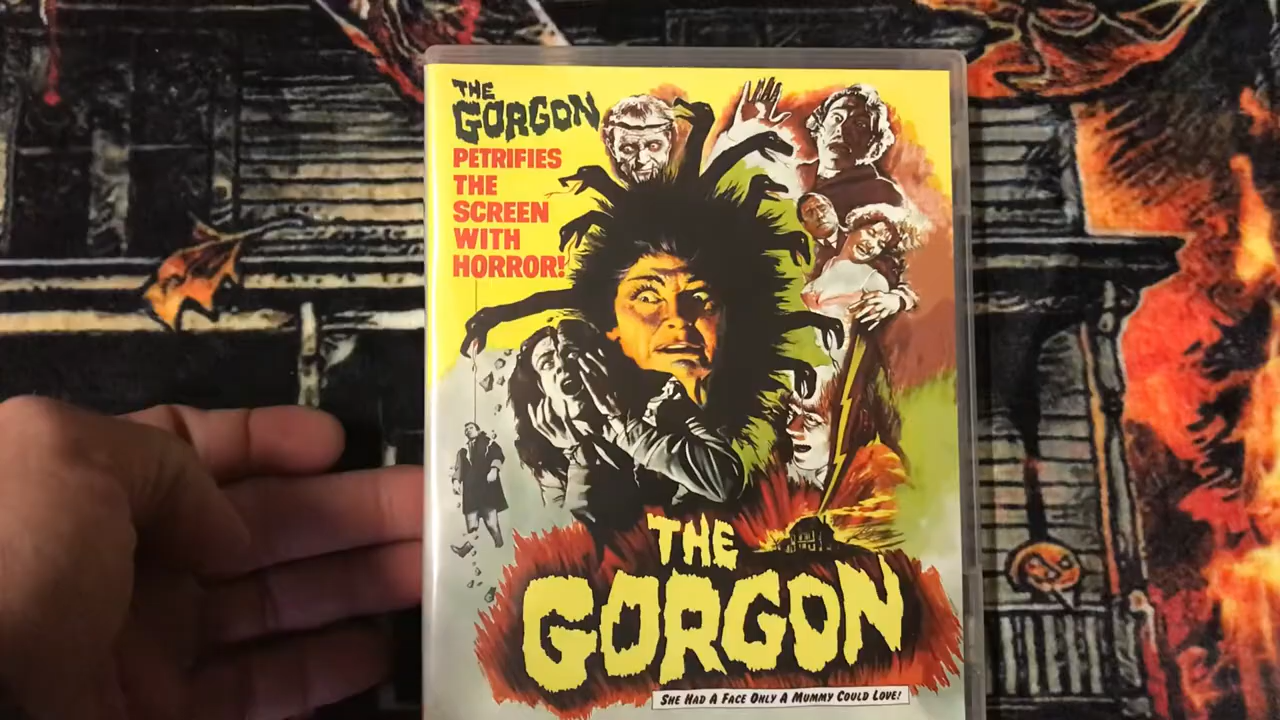 THE
GORGON
PETRIFIES
THE
SCREEN
WITH
HORROR!
THE
GORGON
SHE HAD A FACE ONLY A MUMMY COULD LOVE!